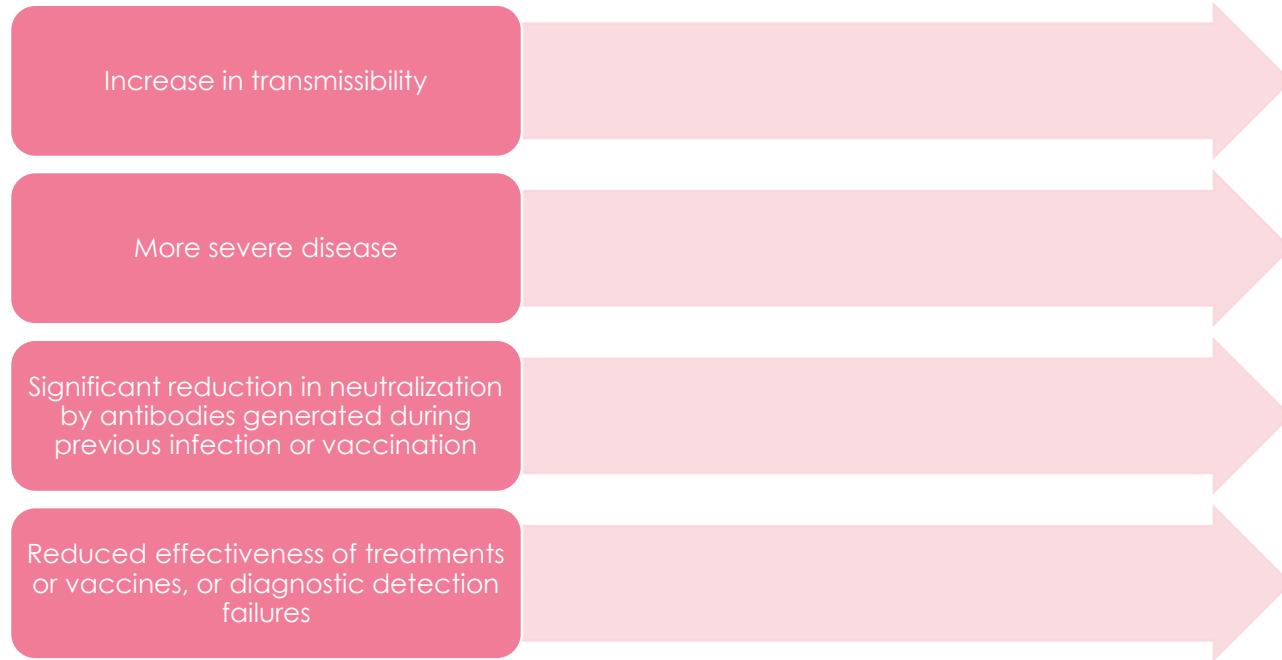 Increase in transmissibility
More severe disease
Significant reduction in neutralization
by antibodies generated during
previous infection or vaccination
Reduced effectiveness of treatments
or vaccines, or diagnostic detection
failures